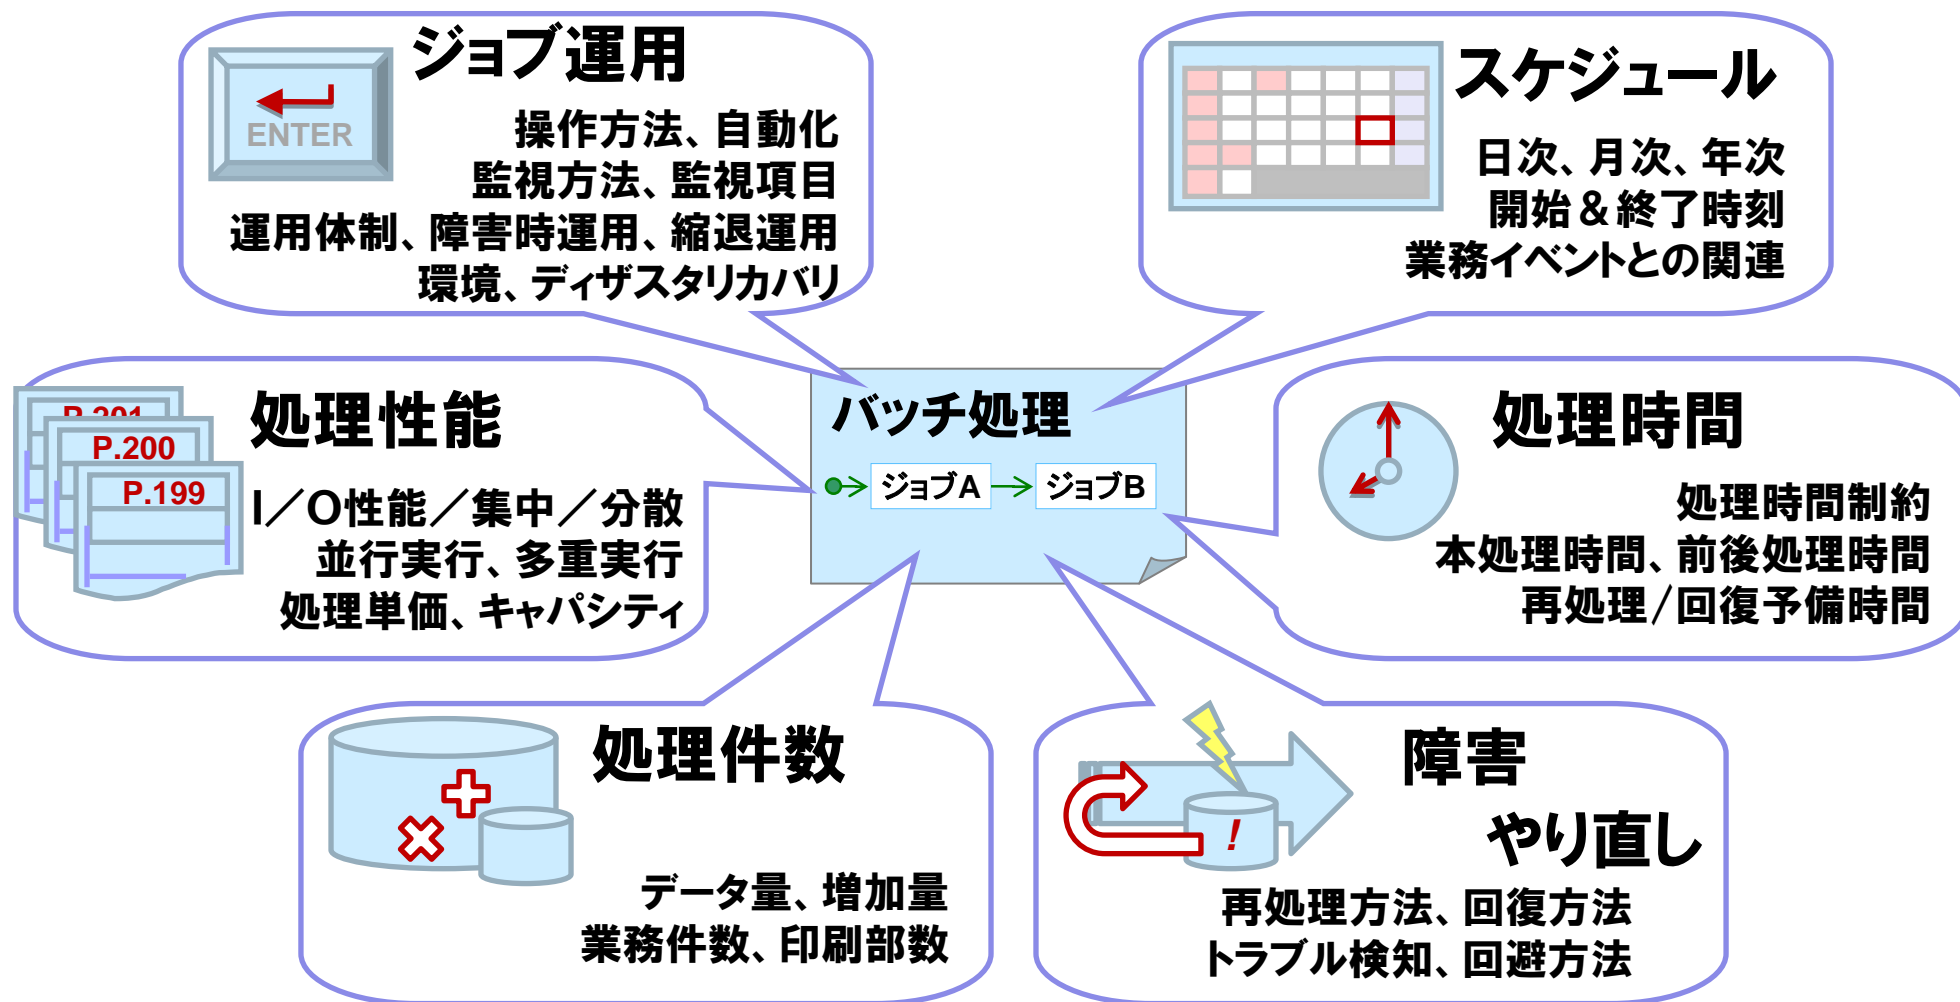 ジョブ運用
ENTER
操作方法、自動化
監視方法、監視項目
運用体制、障害時運用、縮退運用
環境、ディザスタリカバリ
スケジュール
日次、月次、年次
開始＆終了時刻
業務イベントとの関連
処理性能
P.201
P.200
P.199
I／O性能／集中／分散
並行実行、多重実行
処理単価、キャパシティ
バッチ処理
ジョブA
ジョブB
処理時間
処理時間制約
本処理時間、前後処理時間
再処理/回復予備時間
処理件数
データ量、増加量
業務件数、印刷部数
障害
やり直し
!
再処理方法、回復方法
トラブル検知、回避方法